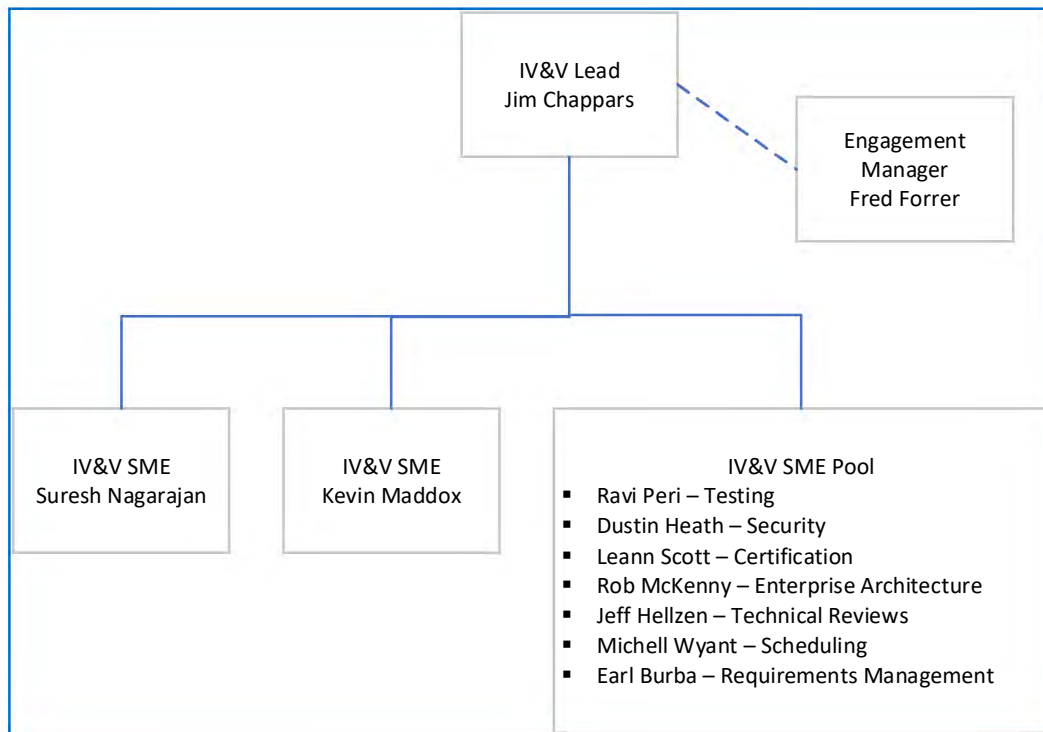 IV&V Lead
Jim Chappars
Engagement
Manager
Fred Forrer
IV&V SME
Suresh Nagarajan
IV&V SME
Kevin Maddox
IV&V SME Pool
▪ Ravi Peri – Testing
▪ Dustin Heath – Security
▪ Leann Scott – Certification
▪ Rob McKenny – Enterprise Architecture
▪ Jeff Hellzen – Technical Reviews
▪ Michell Wyant – Scheduling
▪ Earl Burba – Requirements Management